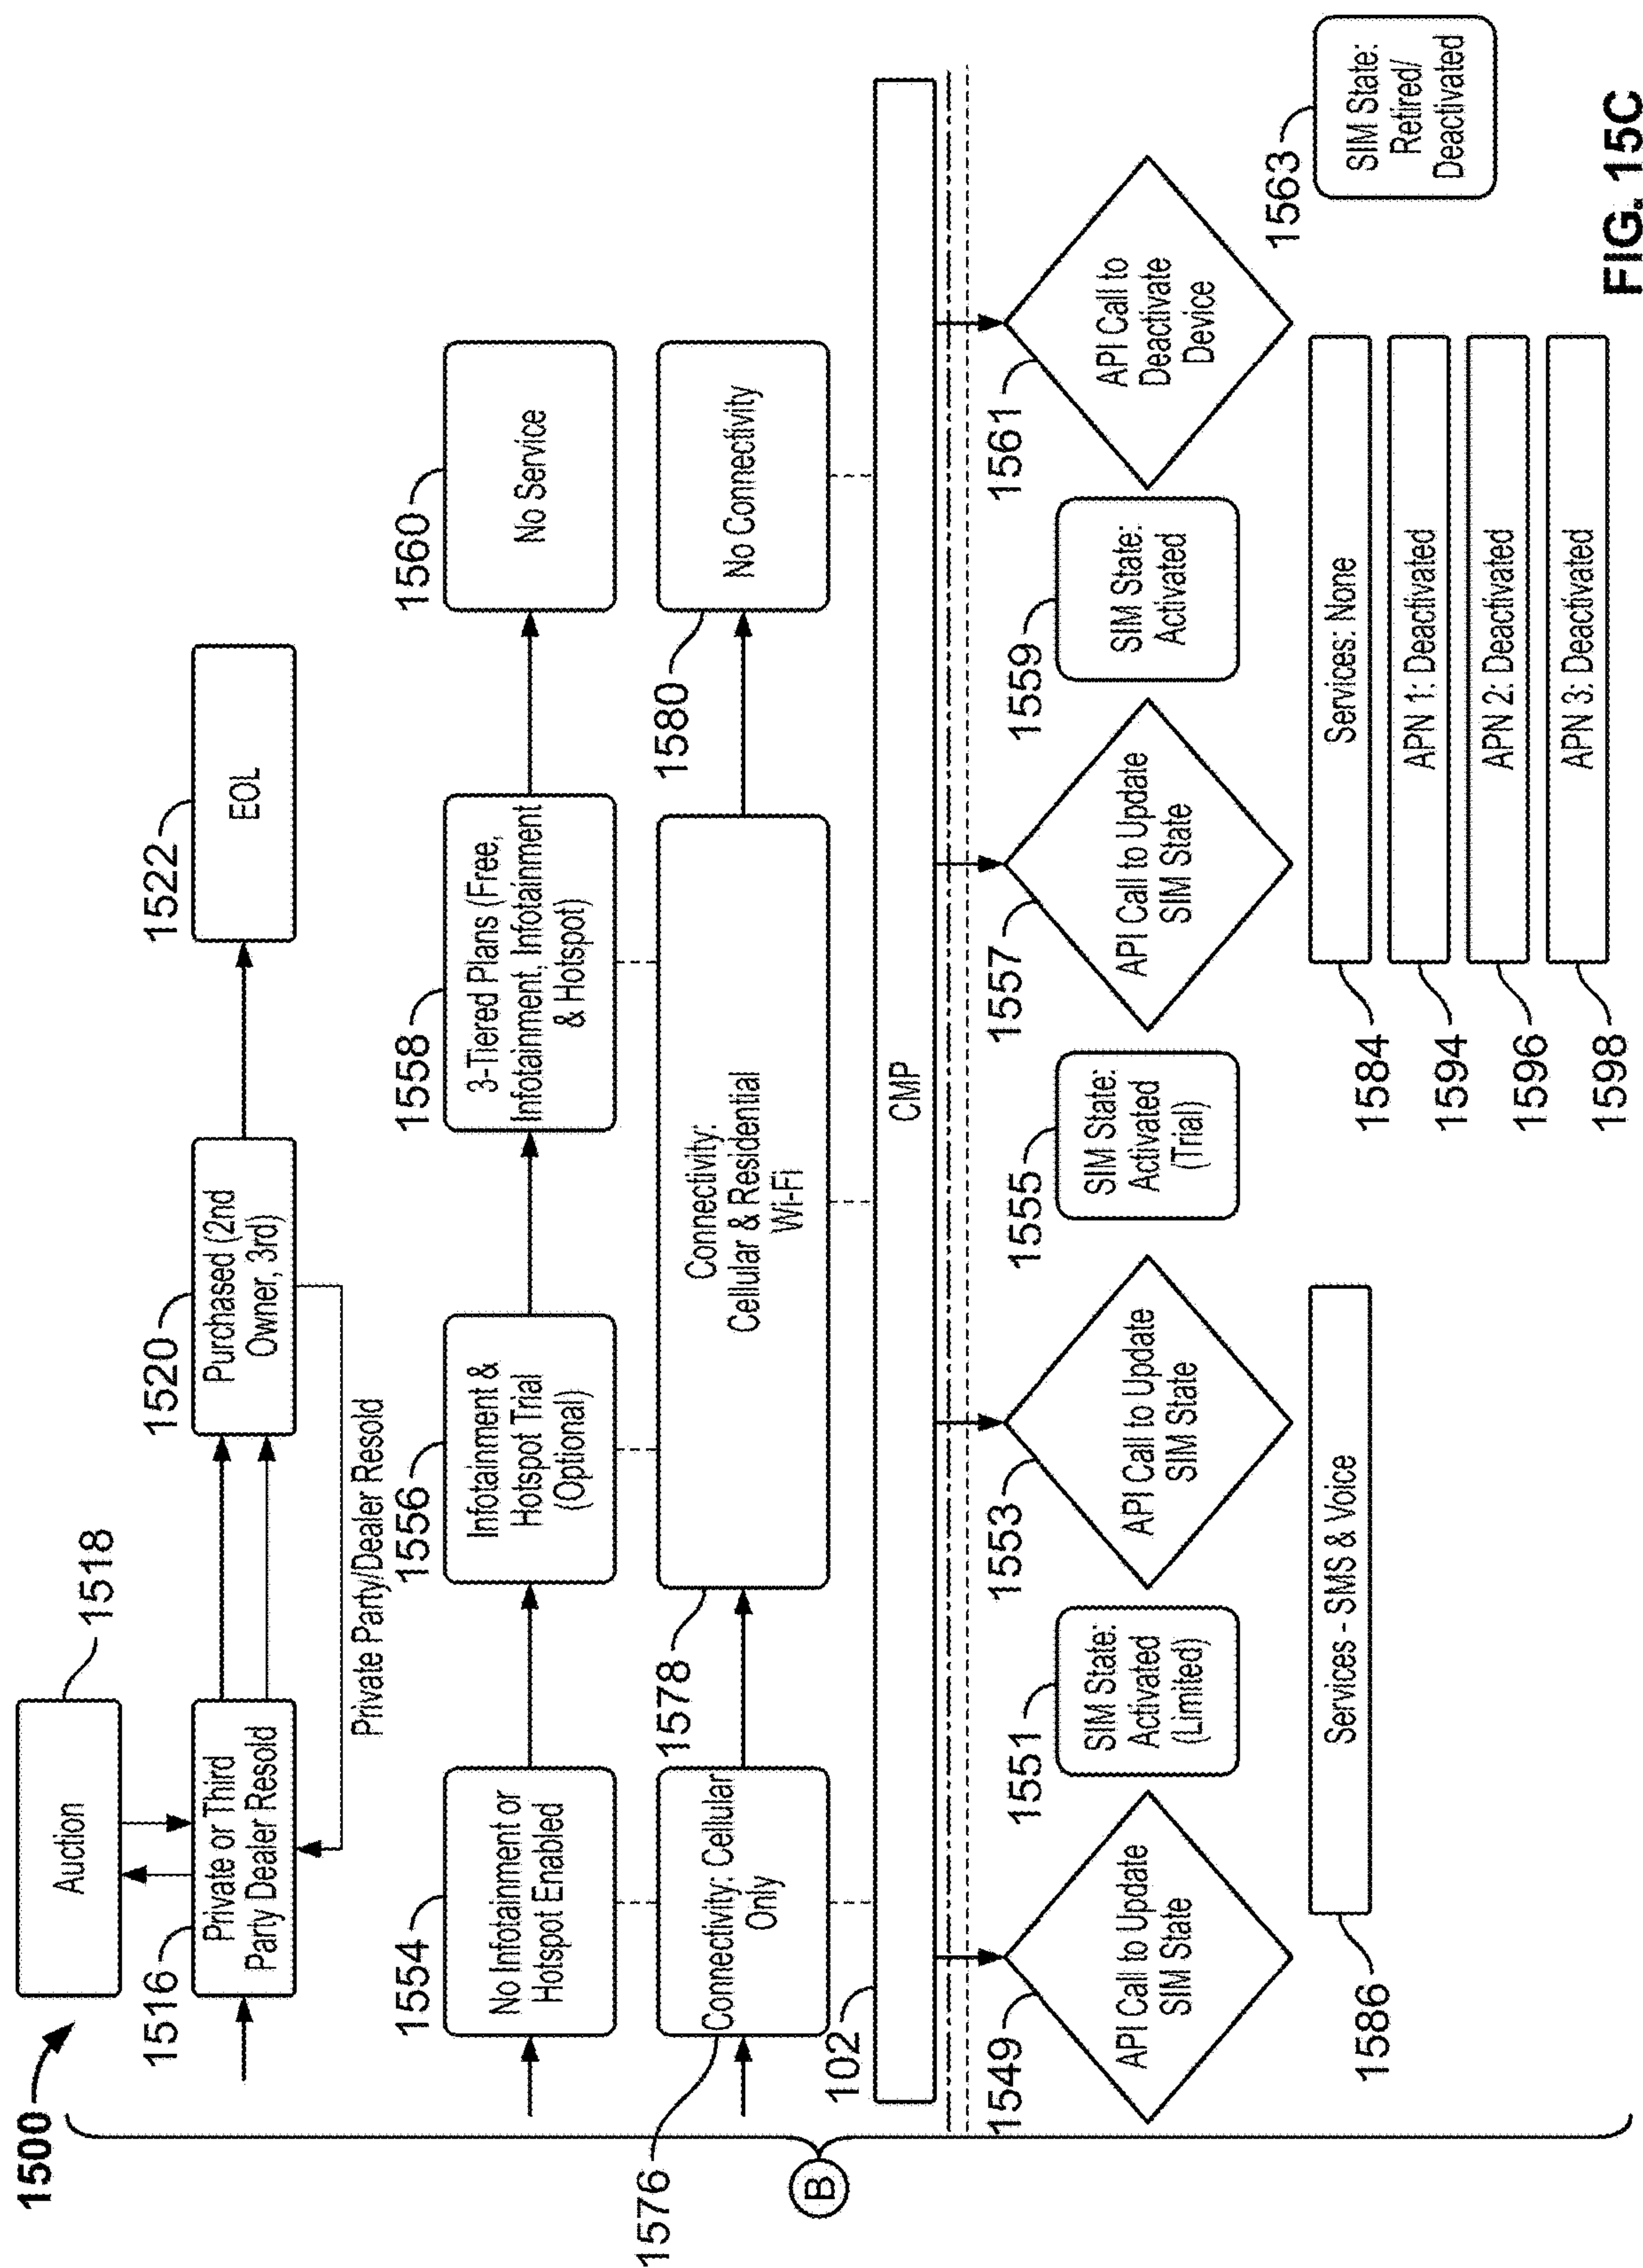 1500
1518
Auction
1516
Private or Third
Party Dealer Resold
1520
Purchased (2nd
Owner, 3rd)
1522
EOL
Private Party/Dealer Resold
1554
No Infotainment or
Hotspot Enabled
1556
Infotainment &
Hotspot Trial
(Optional)
1558
3-Tiered Plans (Free,
Infotainment, Infotainment
& Hotspot)
1560
No Service
1576
Connectivity: Cellular
Only
1578
Connectivity:
Cellular & Residential
Wi-Fi
1580
No Connectivity
B
102
CMP
1549
API Call to Update
SIM State
1551
SIM State:
Activated
(Limited)
1553
API Call to Update
SIM State
1555
SIM State:
Activated
(Trial)
1557
API Call to Update
SIM State
1559
SIM State:
Activated
1561
API Call to
Deactivate
Device
1563
SIM State:
Retired/
Deactivated
1586
Services - SMS & Voice
1584
Services: None
1594
APN 1: Deactivated
1596
APN 2: Deactivated
1598
APN 3: Deactivated
FIG. 15C